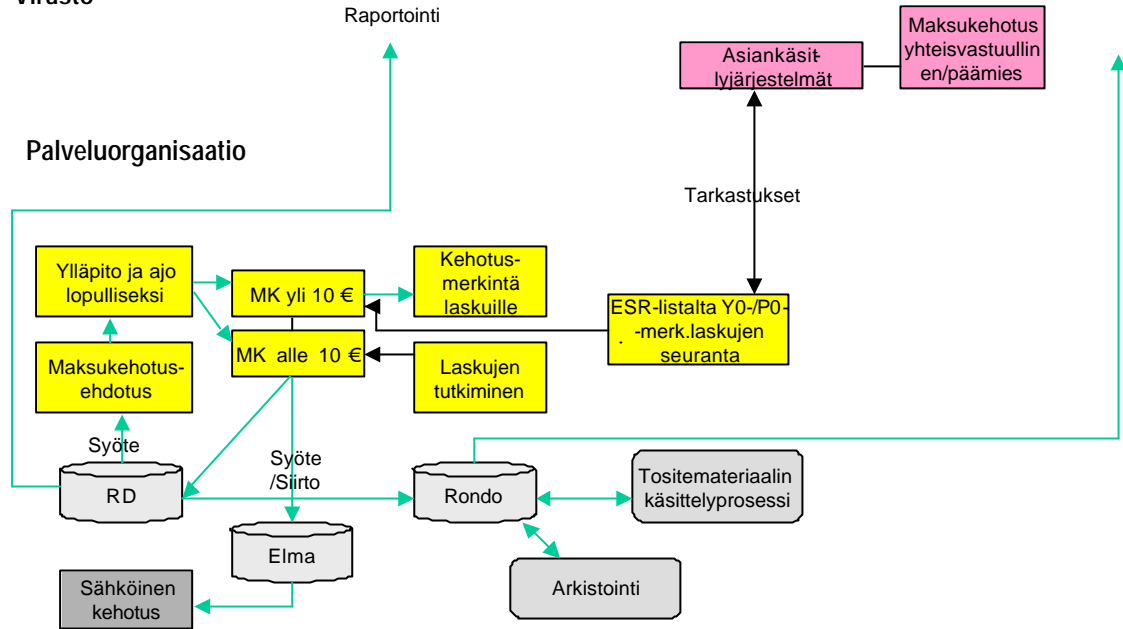 Virasto
Raportointi
Maksukehotus
yhteisvastuullin
en/päämies
Asiankäsit-
lyjärjestelmät
Palveluorganisaatio
Tarkastukset
Ylläpito ja ajo
lopulliseksi
MK yli 10 €
Kehotus-
merkintä
laskuille
ESR-listalta Y0-/P0-
-merk.laskujen
seuranta
MK alle 10 €
Maksukehotus-
ehdotus
Laskujen
tutkiminen
Syöte
Syöte
/Siirto
RD
Rondo
Tositemateriaalin
käsittelyprosessi
Elma
Arkistointi
Sähköinen
kehotus